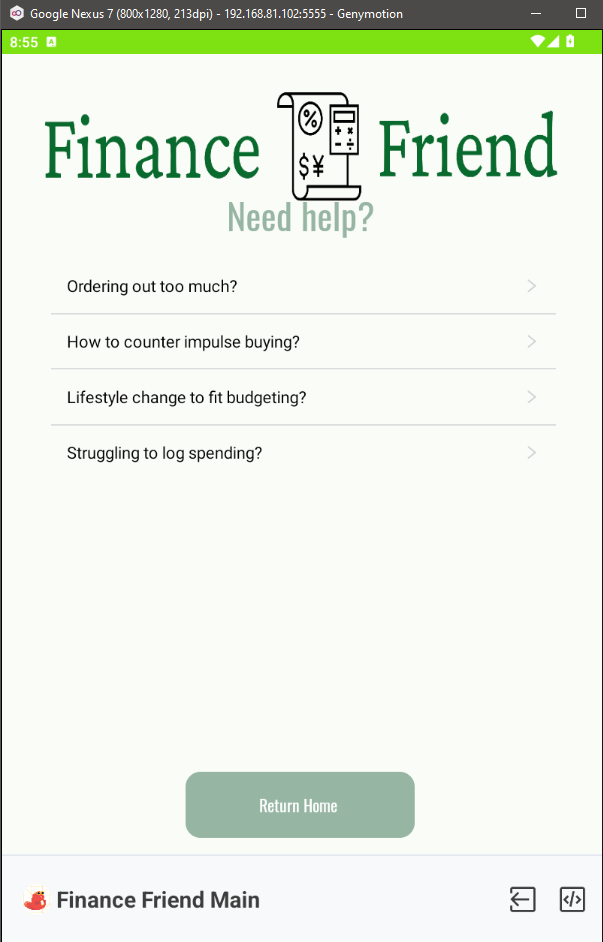 Google Nexus 7 (800x1280, 213dpi) - 192.168.81.102:5555 - Genymotion
8:55 A
Finance % $¥ Friend
Need help?
Ordering out too much?
How to counter impulse buying?
Lifestyle change to fit budgeting?
Struggling to log spending?
Return Home
Finance Friend Main